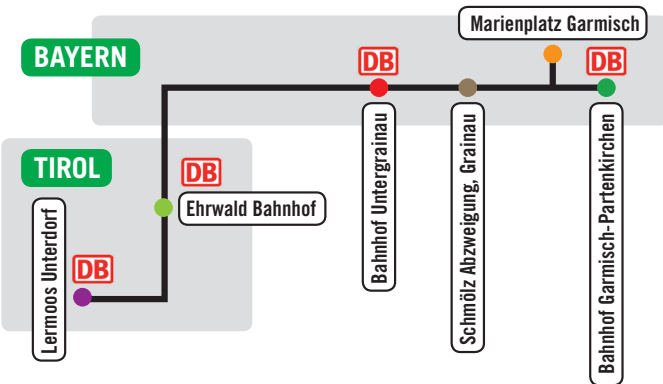 Marienplatz Garmisch
BAYERN
DB
DB
TIROL
DB
Ehrwald Bahnhof
DB
Lermoos Unterdorf
Bahnhof Untergrainau
Schmölz Abzweigung, Grainau
Bahnhof Garmisch-Partenkirchen